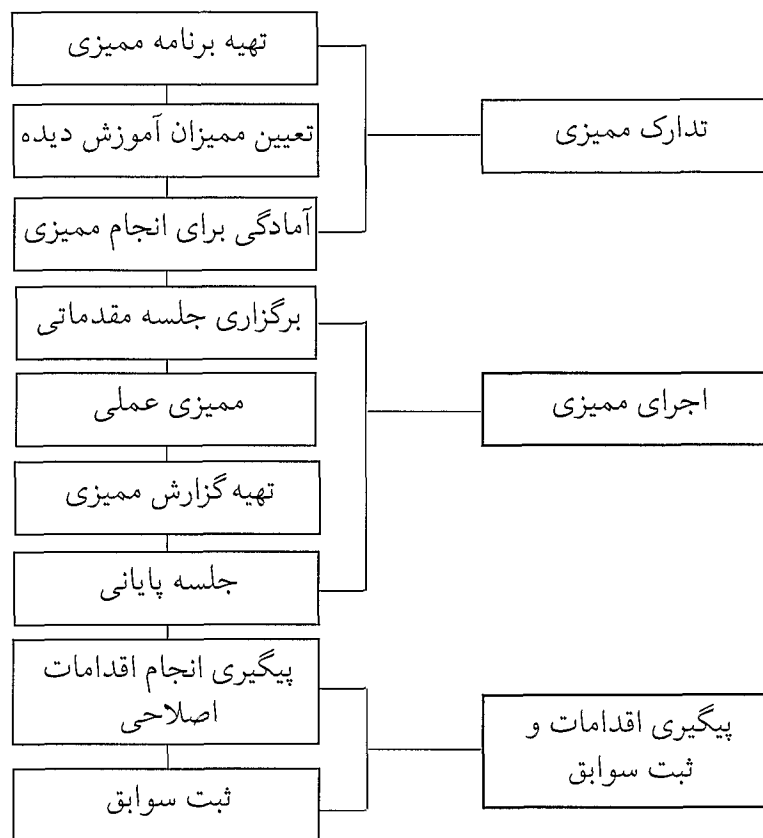 تهیه برنامه ممیزی
تعیین ممیزان آموزش دیده
تدارک ممیزی
آمادگی برای انجام ممیزی
برگزاری جلسه مقدماتی
ممیزی عملی
اجرای ممیزی
تهیه گزارش ممیزی
جلسه پایانی
پیگیری انجام اقدامات
اصلاحی
پیگیری اقدامات و
ثبت سوابق
ثبت سوابق